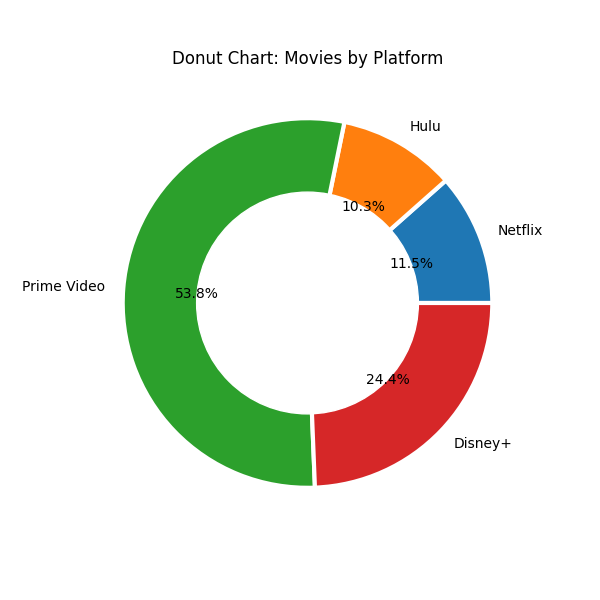 Donut Chart: Movies by Platform
Hulu
10.3%
Netflix
11.5%
Prime Video
53.8%
24.4%
Disney+